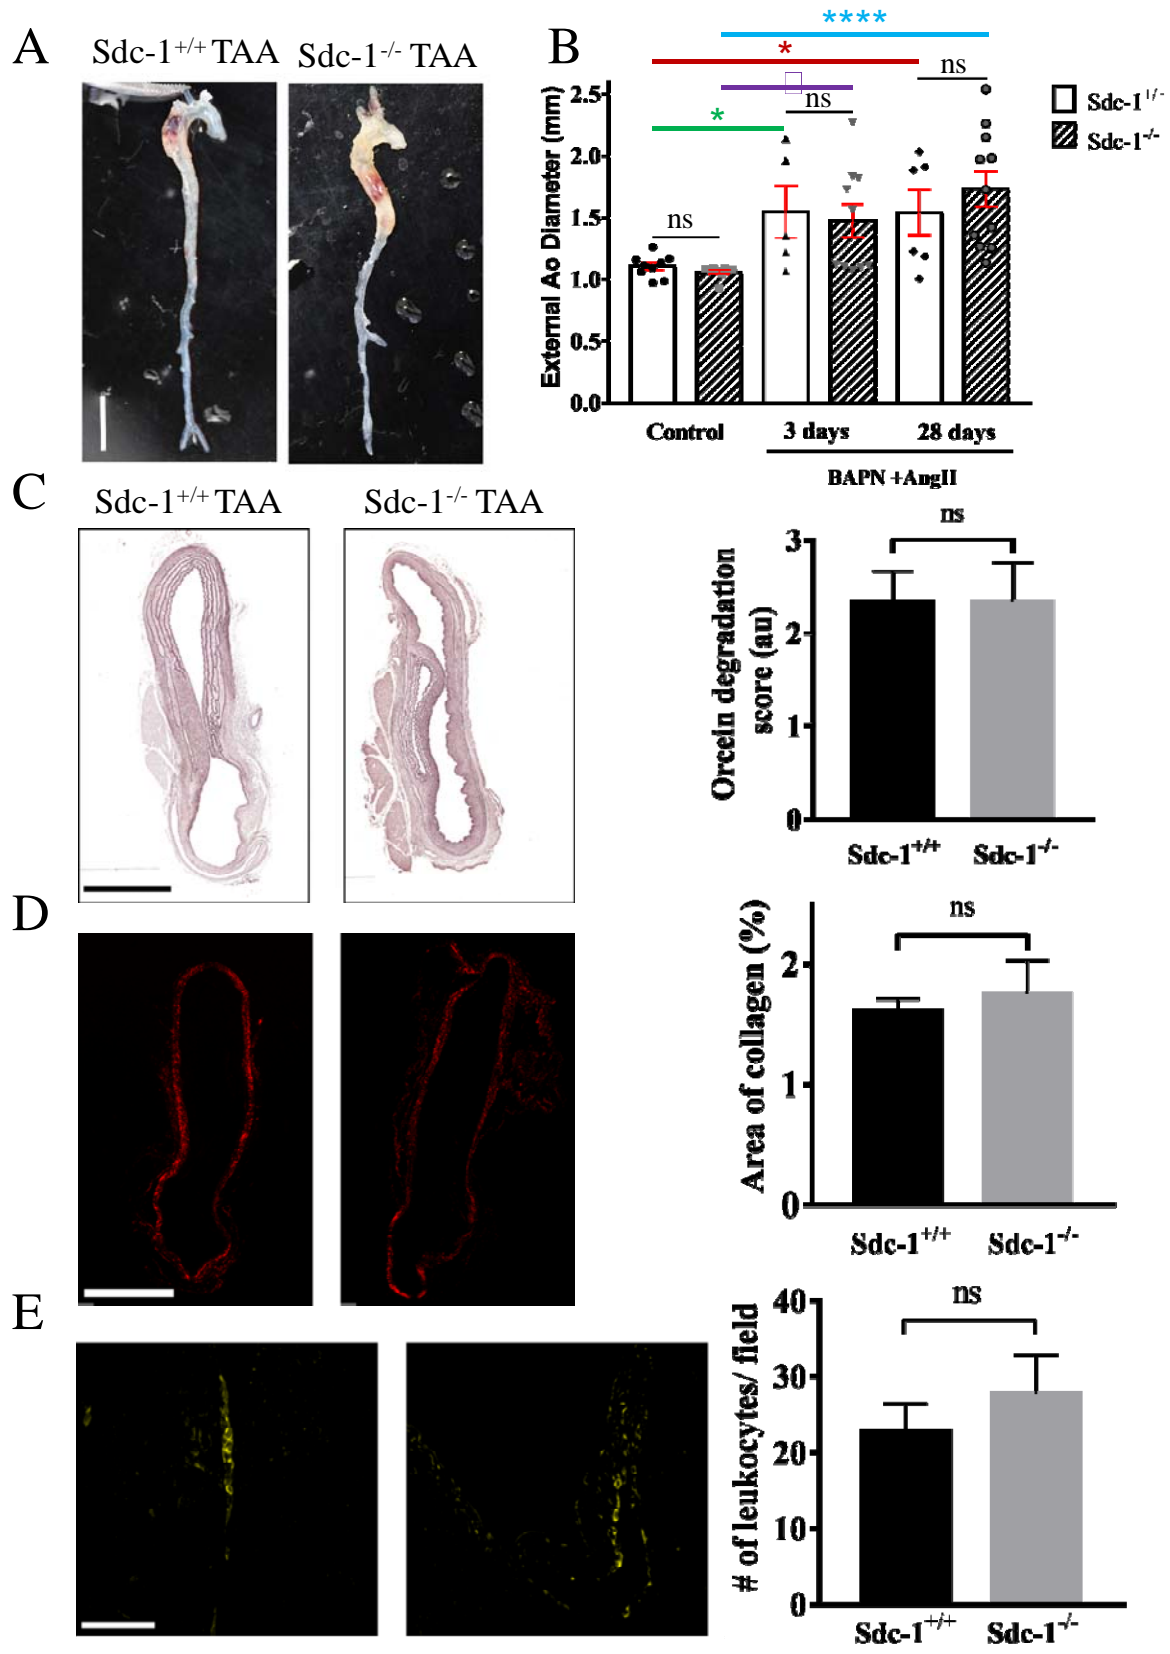 A
Sdc-1+/+ TAA
Sdc-1-/- TAA
B
****
*
ns
ns
*
ns
External Ao Diameter (mm)
2.5
2.0
1.5
1.0
0.5
0.0
Control
3 days
28 days
BAPN +AngII
Sdc-1+/-
Sdc-1-/-
C
Sdc-1+/+ TAA
Sdc-1-/- TAA
ns
Orcein degradation
score (au)
3
2
1
0
Sdc-1+/+
Sdc-1-/-
D
ns
Area of collagen (%)
2
1
0
Sdc-1+/+
Sdc-1-/-
E
ns
# of leukocytes/ field
40
30
20
10
0
Sdc-1+/+
Sdc-1-/-